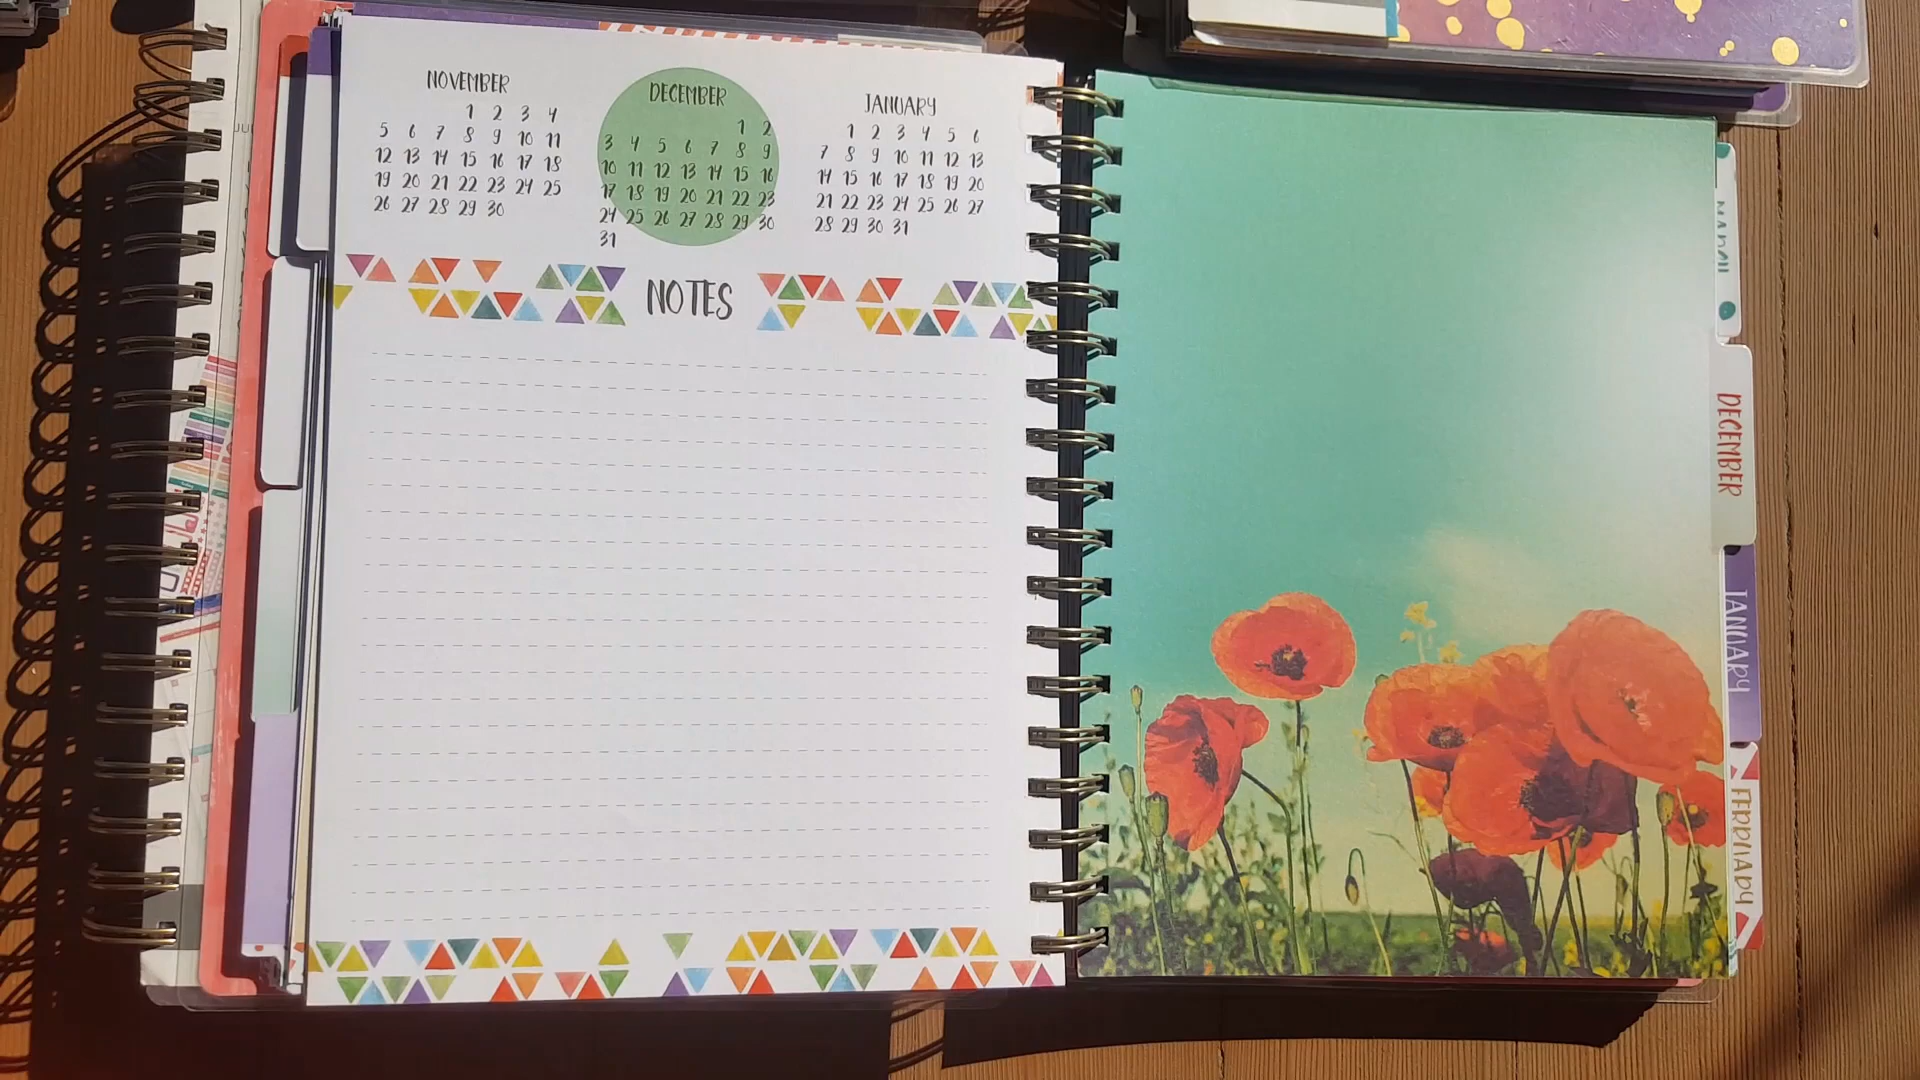 NOVEMBER
1 2 3 4
5 6 7 8 9 10 11
12 13 14 15 16 17 18
19 20 21 22 23 24 25
26 27 28 29 30
DECEMBER
1 2
3 4 5 6 7 8 9
10 11 12 13 14 15 16
17 18 19 20 21 22 23
24 25 26 27 28 29 30
31
JANUARY
1 2 3 4 5 6
7 8 9 10 11 12 13
14 15 16 17 18 19 20
21 22 23 24 25 26 27
28 29 30 31
NOTES
MARCH
DECEMBER
JANUARY
FEBRUARY